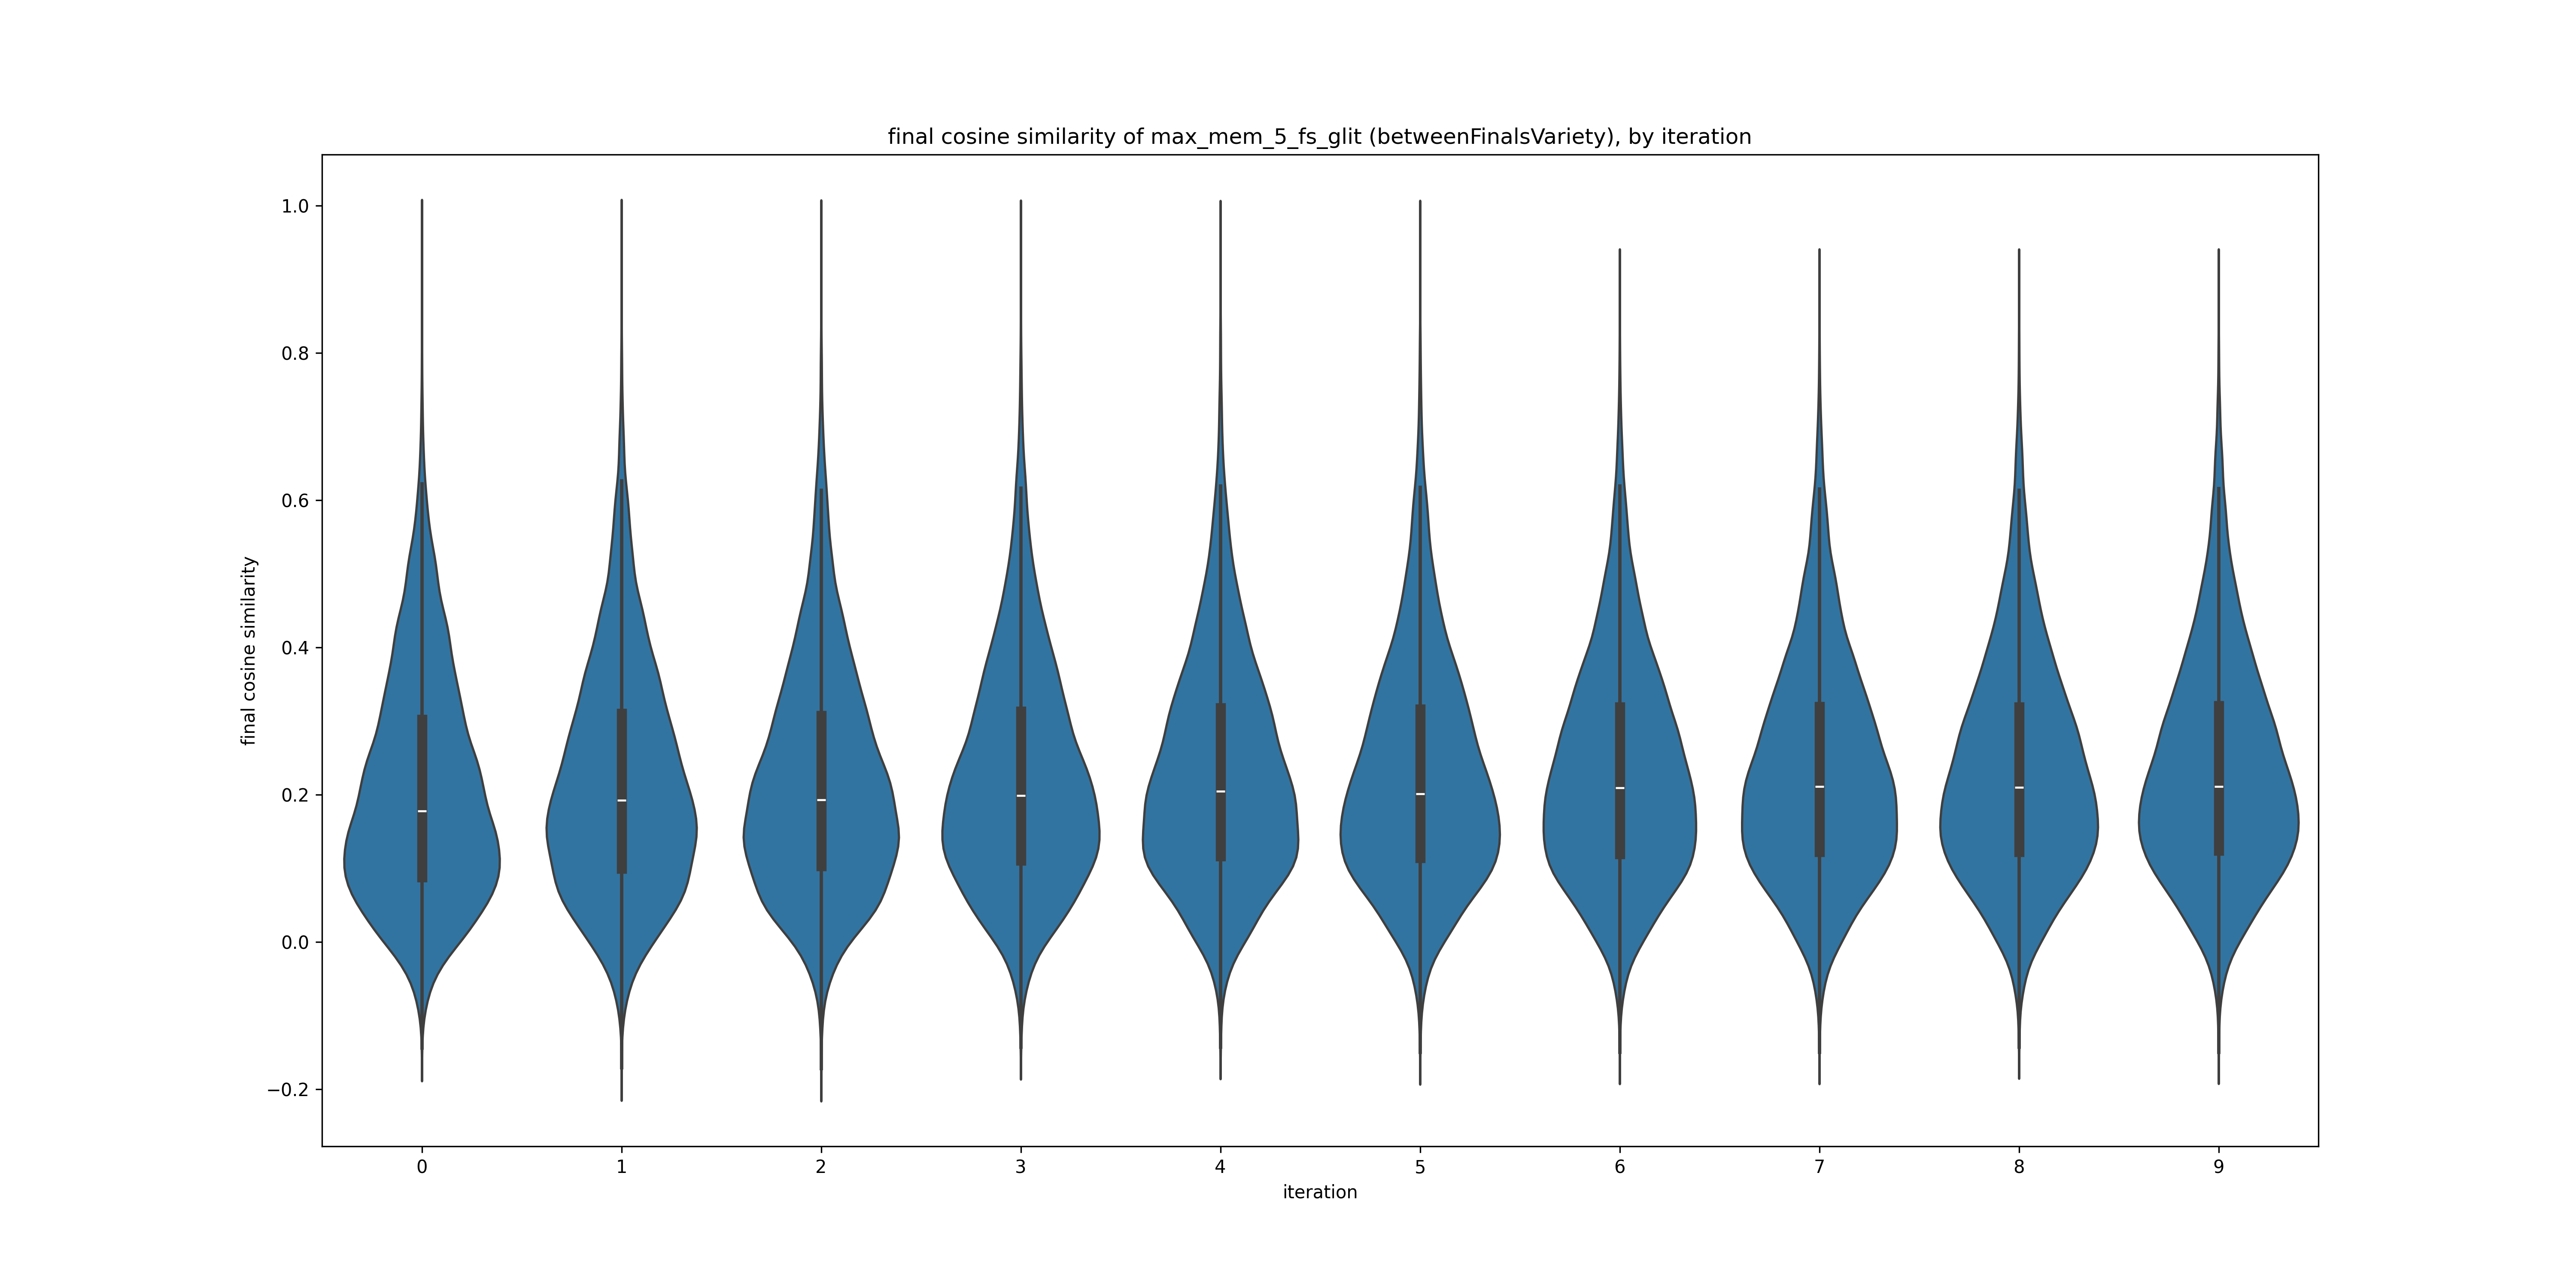 final cosine similarity of max_mem_5_fs_glit (betweenFinalsVariety), by iteration
1.0
0.8
0.6
0.4
0.2
0.0
−0.2
final cosine similarity
0 1 2 3 4 5 6 7 8 9
iteration